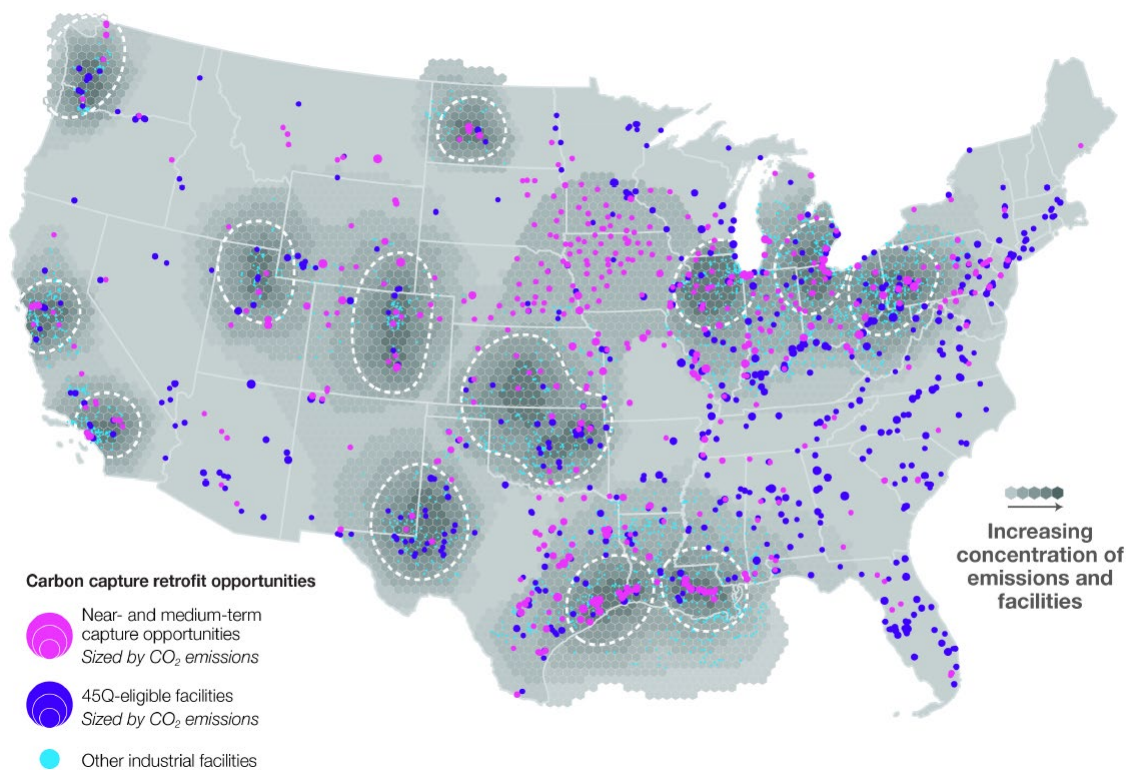 Increasing
concentration of
emissions and
facilities
Carbon capture retrofit opportunities
Near- and medium-term
capture opportunities
Sized by CO₂ emissions
45Q-eligible facilities
Sized by CO₂ emissions
Other industrial facilities